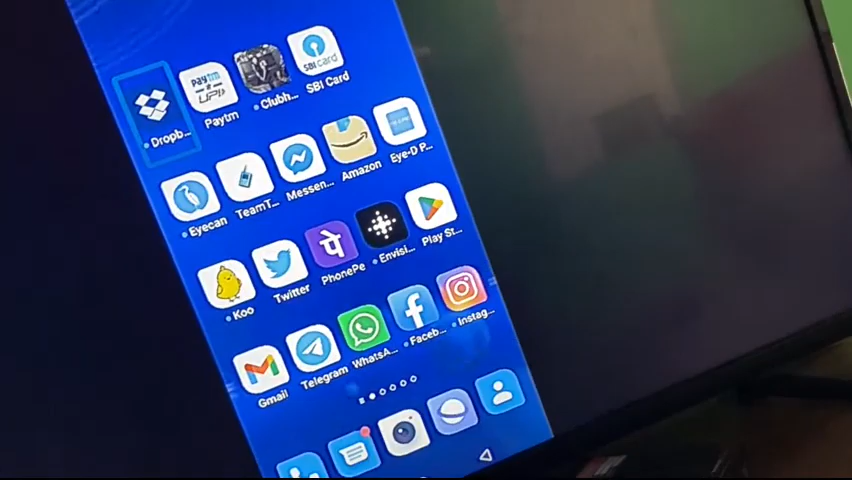 Dropb...
Paytm
Clubh...
SBI Card
paytm
UPI
SBI card
Eyecan
TeamT...
Messen...
Amazon
Eye-D P...
Koo
Twitter
PhonePe
Envisi...
Play St...
Gmail
Telegram
WhatsA...
Faceb...
Instag...